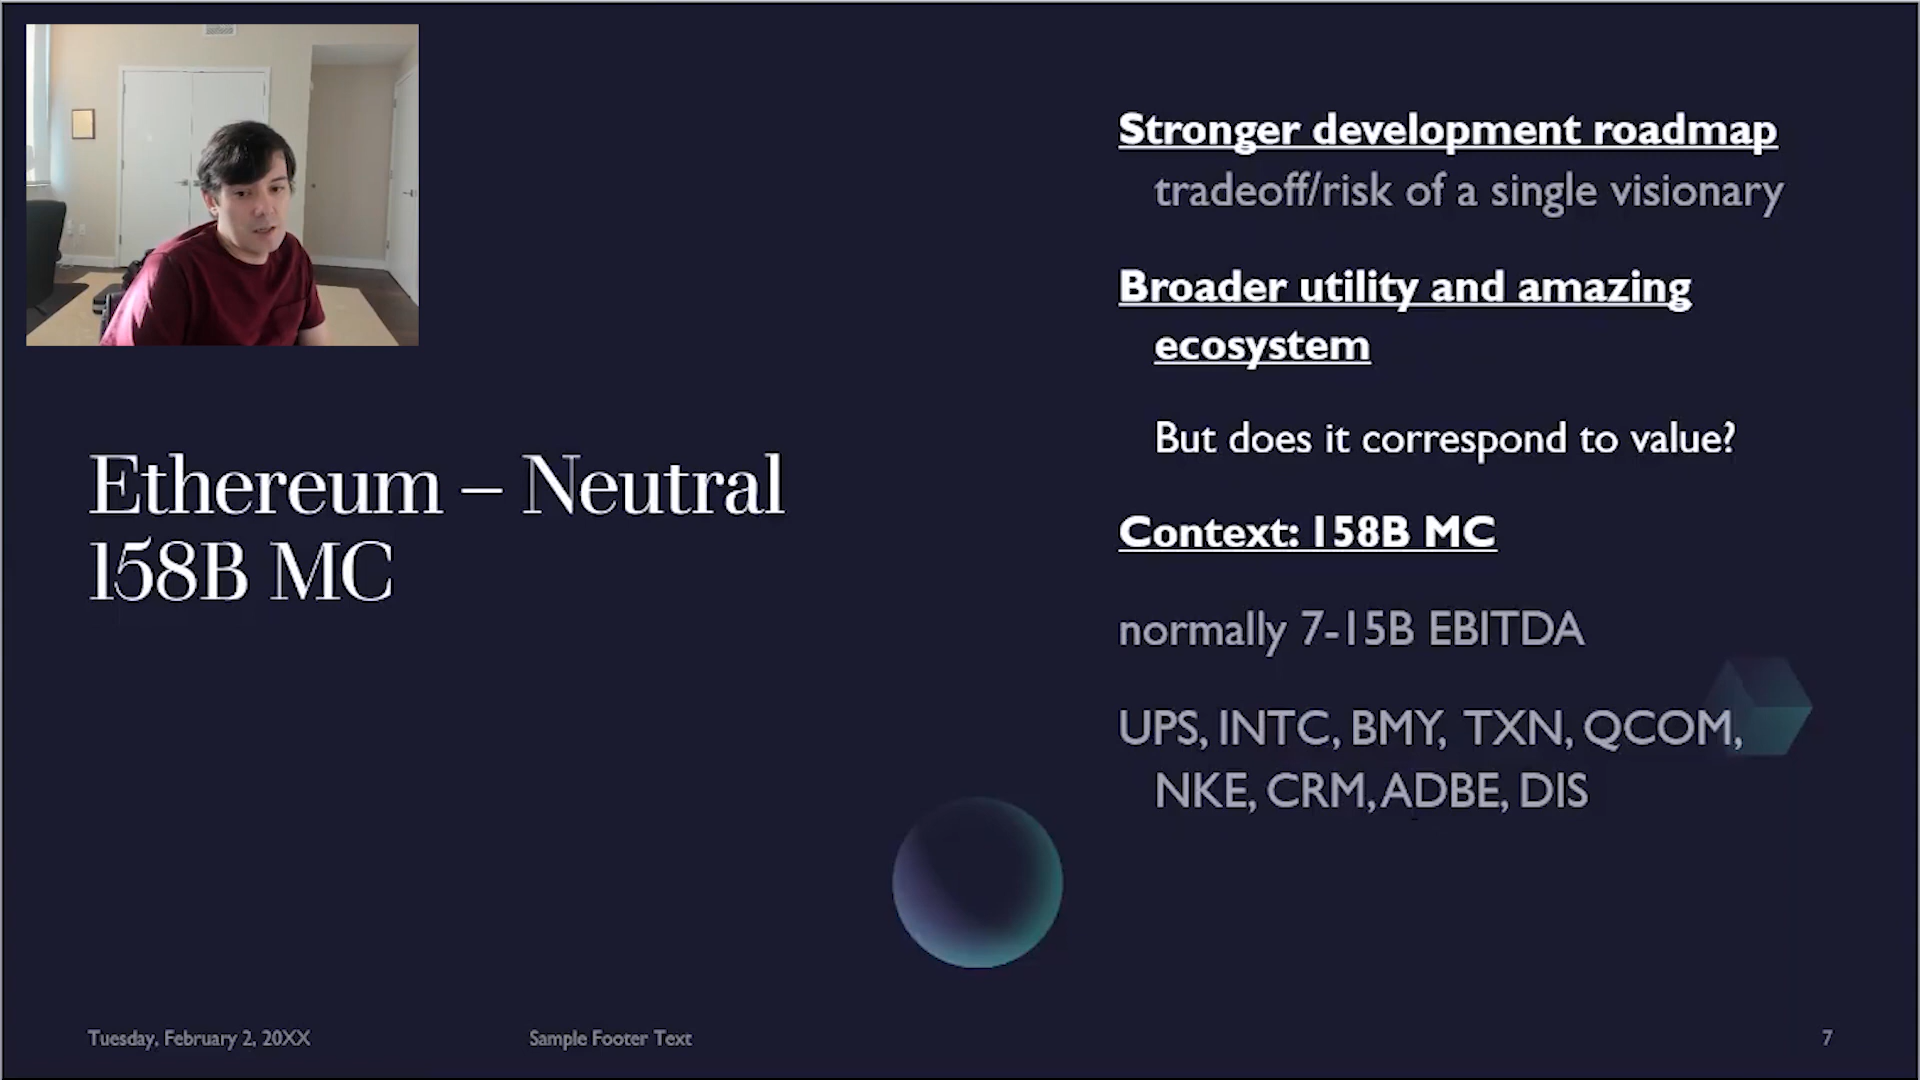 Ethereum – Neutral
158B MC
Stronger development roadmap
tradeoff/risk of a single visionary
Broader utility and amazing
ecosystem
But does it correspond to value?
Context: 158B MC
normally 7-15B EBITDA
UPS, INTC, BMY, TXN, QCOM,
NKE, CRM, ADBE, DIS
Tuesday, February 2, 20XX
Sample Footer Text
7